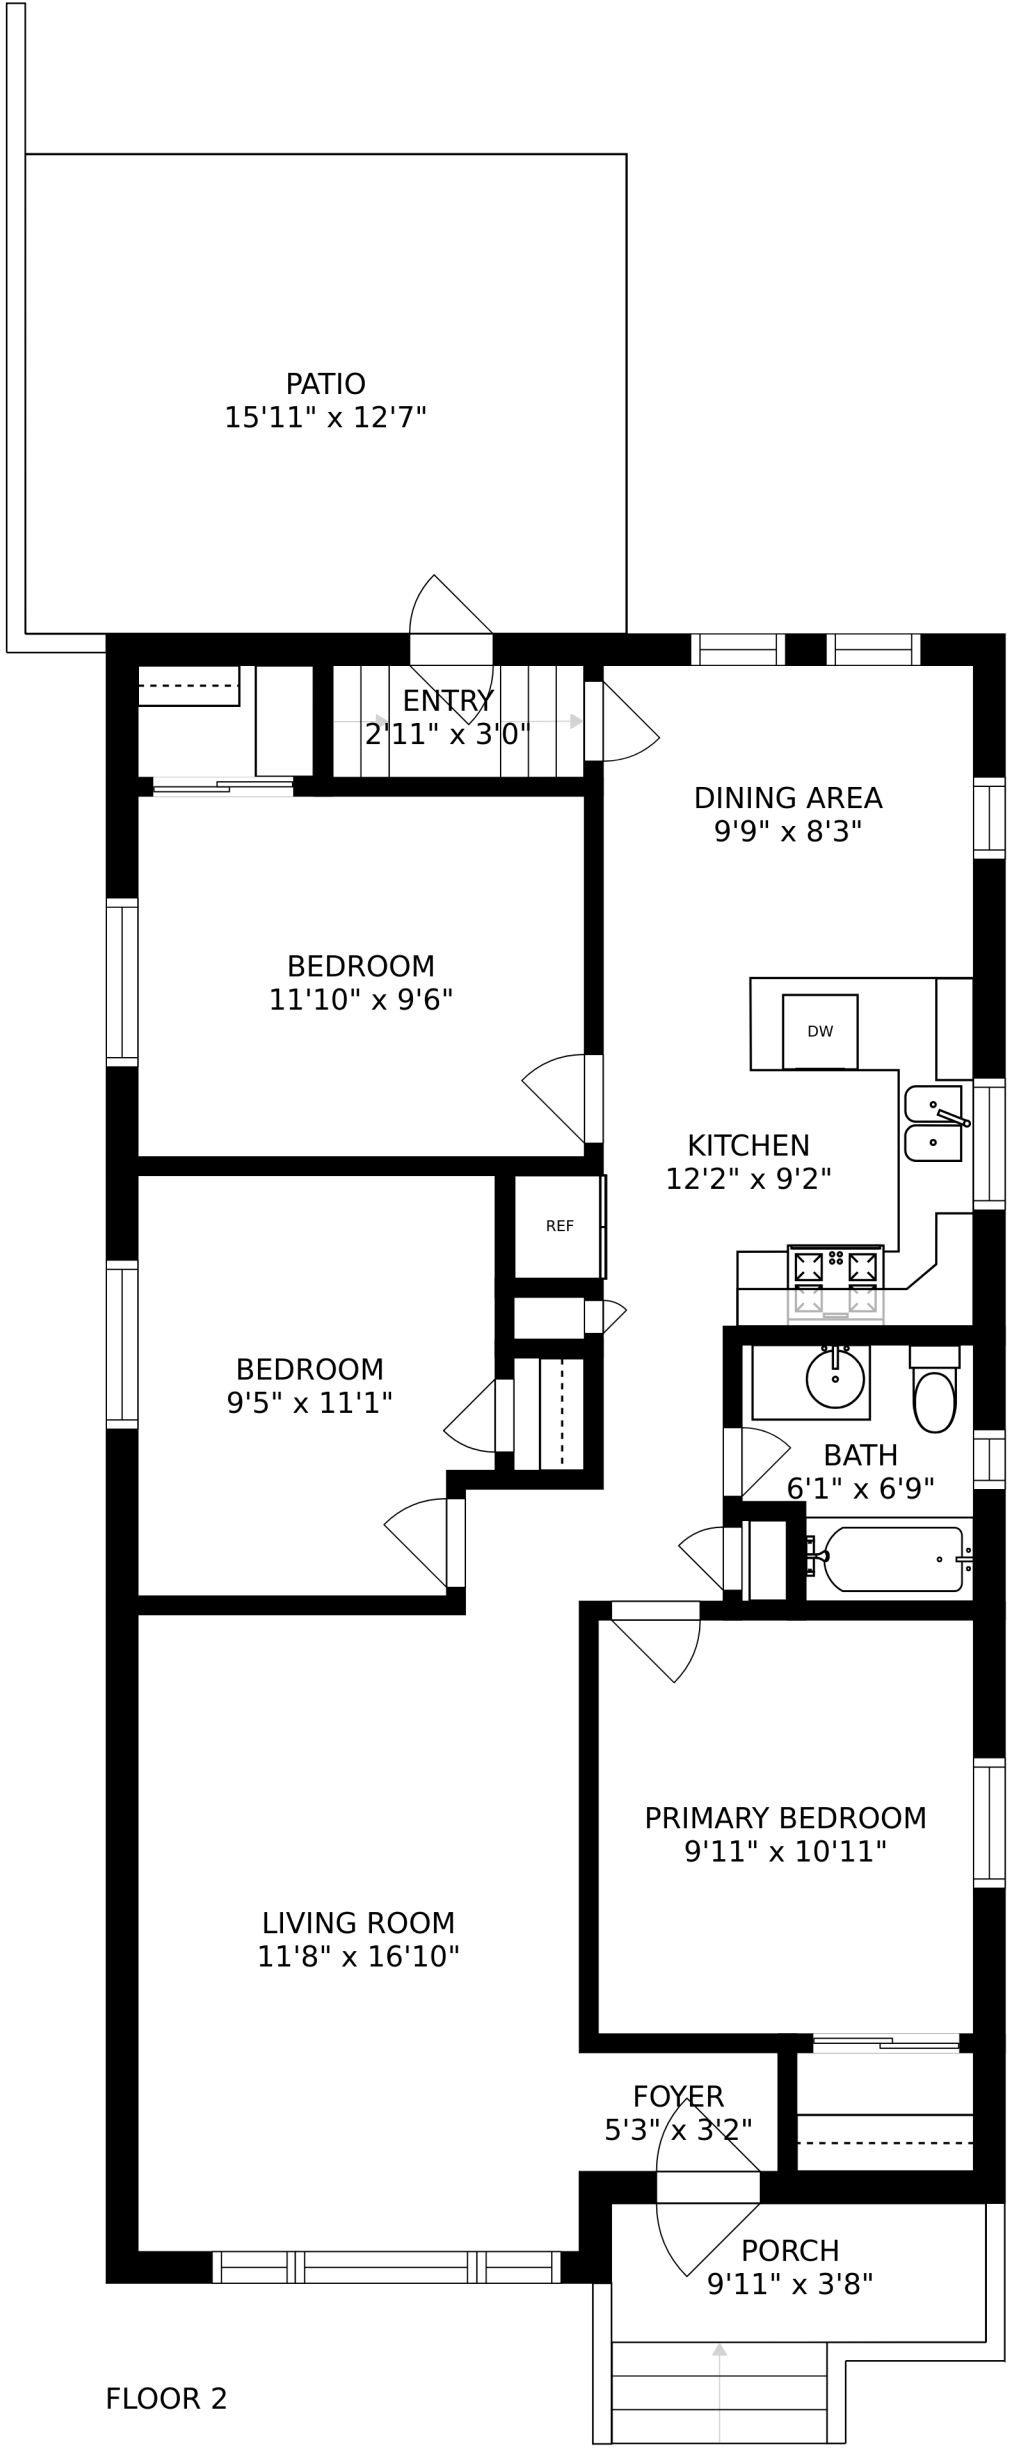 PATIO
15'11" x 12'7"
ENTRY
2'11" x 3'0"
DINING AREA
9'9" x 8'3"
BEDROOM
11'10" x 9'6"
DW
KITCHEN
12'2" x 9'2"
REF
BEDROOM
9'5" x 11'1"
BATH
6'1" x 6'9"
PRIMARY BEDROOM
9'11" x 10'11"
LIVING ROOM
11'8" x 16'10"
FOYER
5'3" x 3'2"
PORCH
9'11" x 3'8"
FLOOR 2